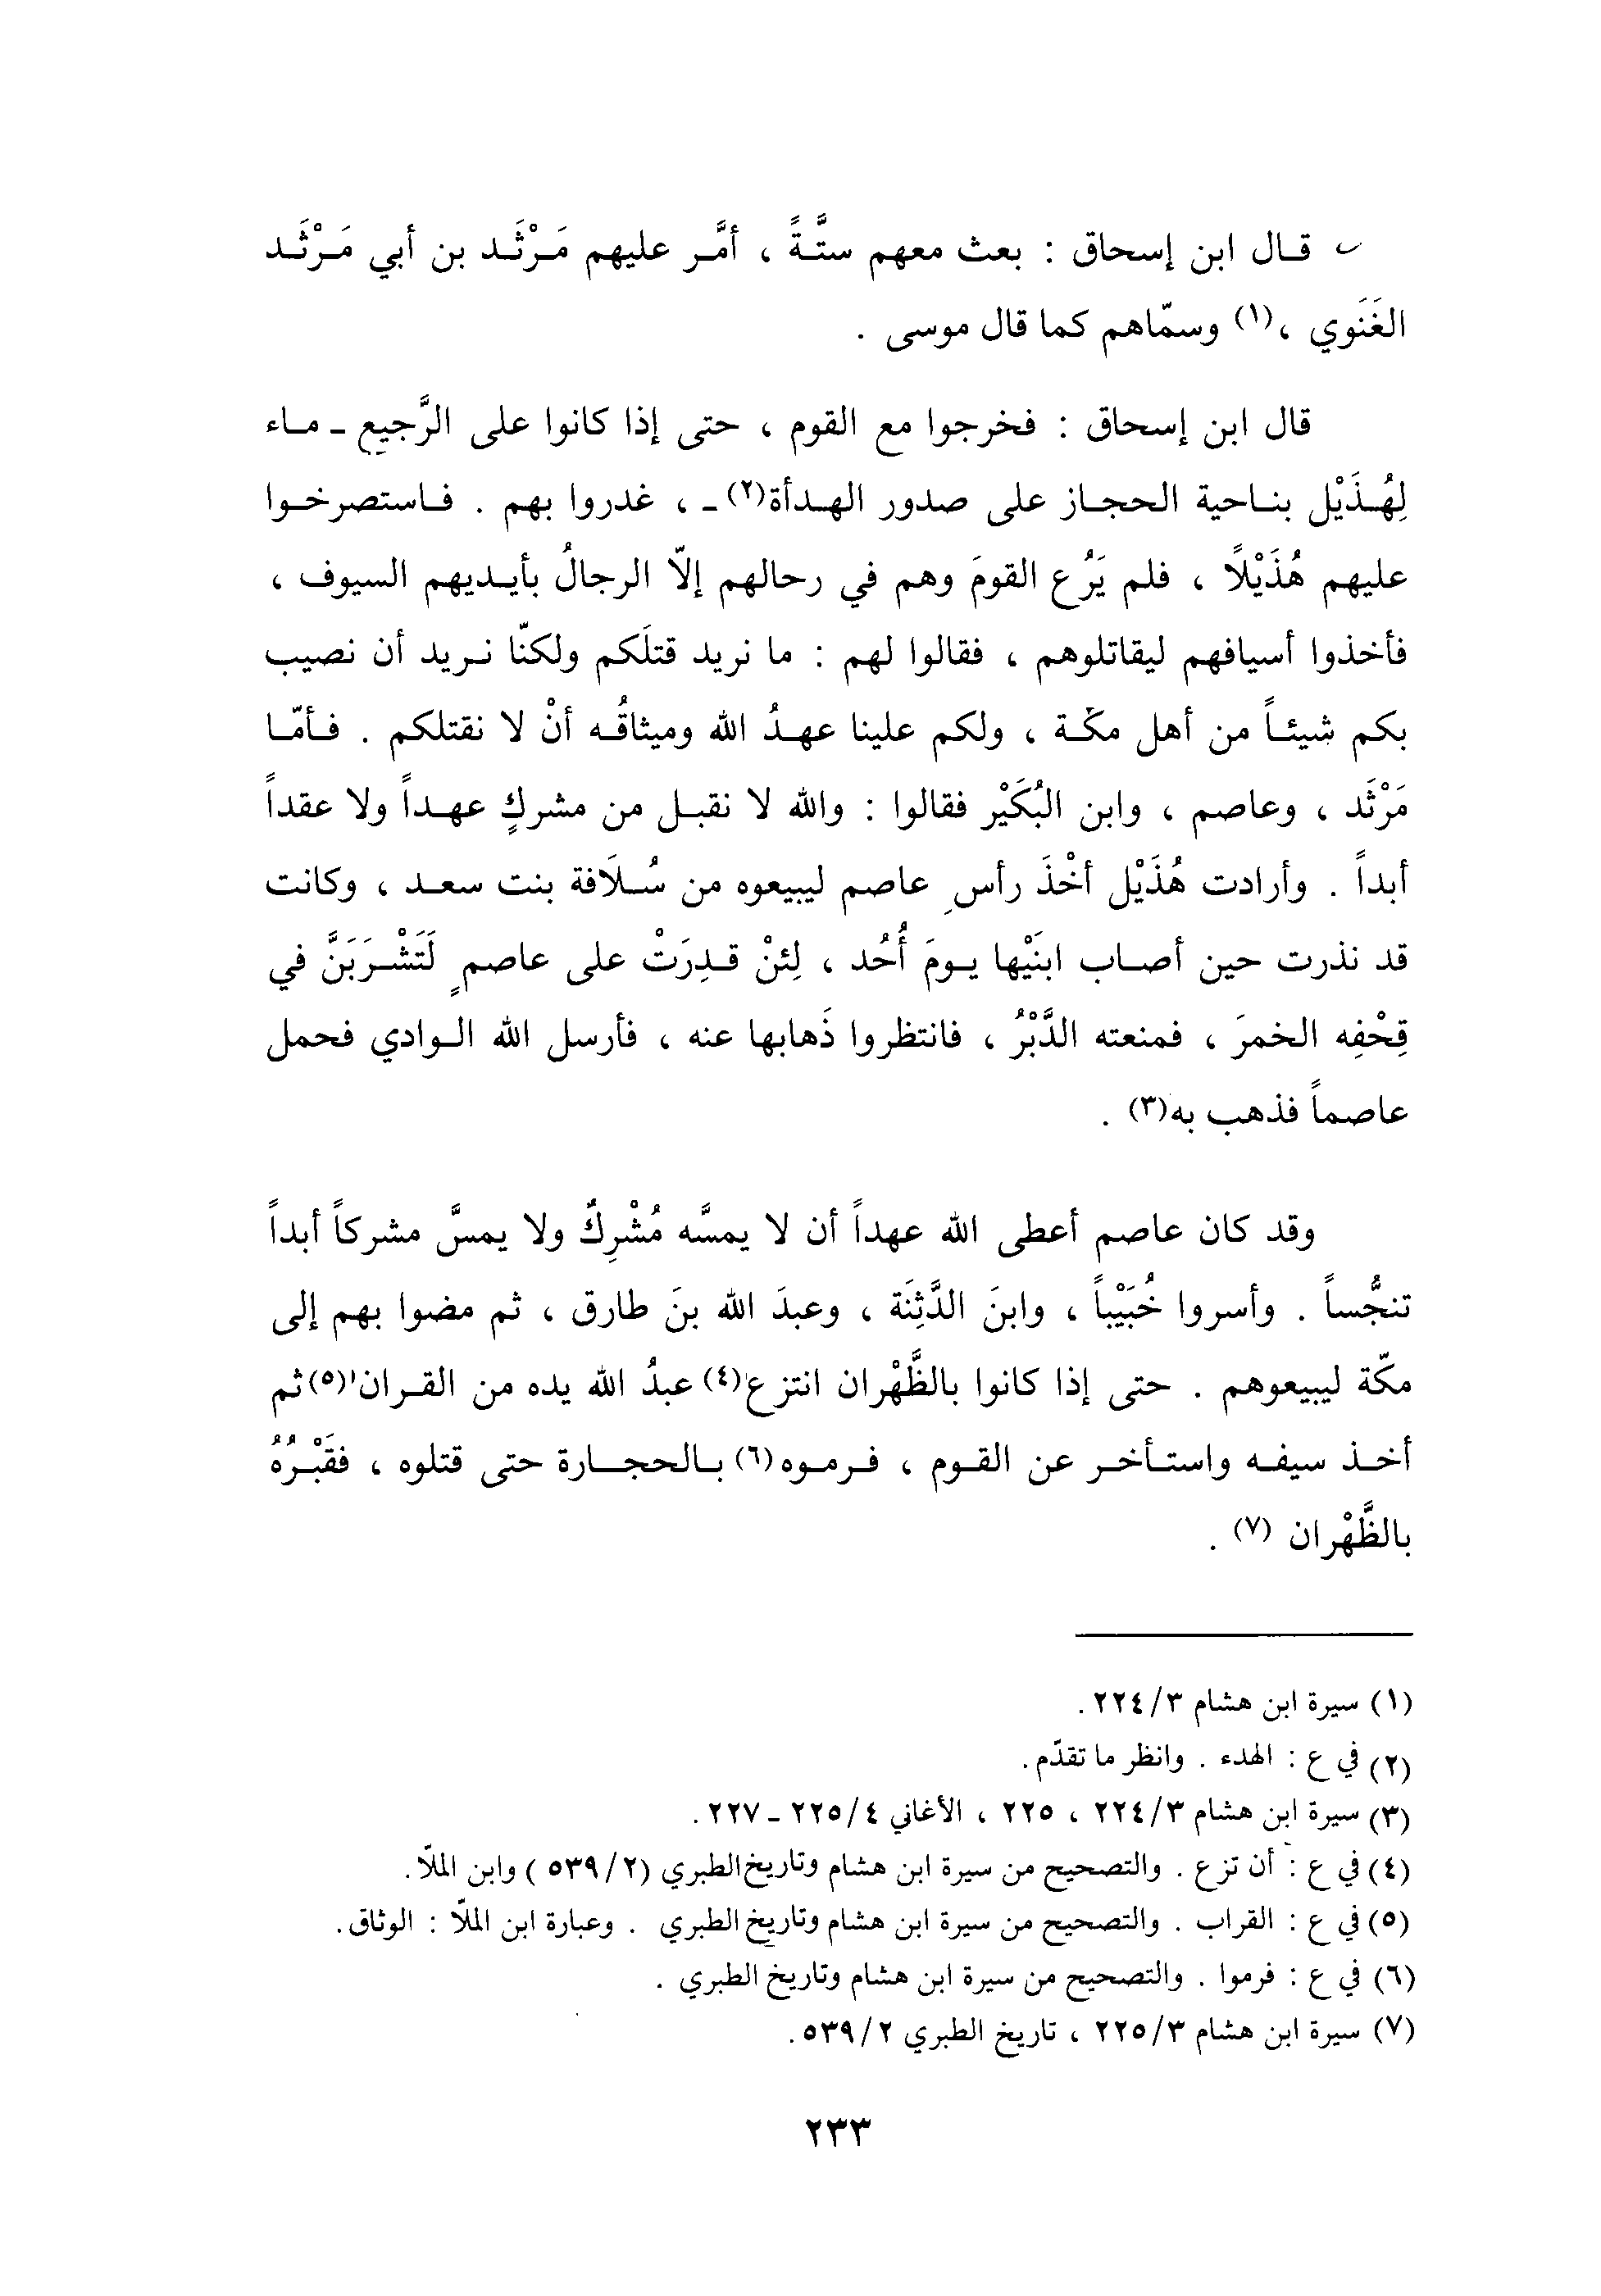 قال ابن إسحاق : بعث معهم ستَّةً ، أمَّر عليهم مَرْثَد بن أبي مَرْثَد
الغَنَوي ،(١) وسمّاهم كما قال موسى .
قال ابن إسحاق : فخرجوا مع القوم ، حتى إذا كانوا على الرَّجيع ـ ماء
لِهُذَيْل بناحية الحجاز على صدور الهدأة(٢) ـ ، غدروا بهم . فاستصرخوا
عليهم هُذَيْلاً ، فلم يَرُع القومَ وهم في رحالهم إلاّ الرجالُ بأيديهم السيوف ،
فأخذوا أسيافهم ليقاتلوهم ، فقالوا لهم : ما نريد قتلَكم ولكنّا نريد أن نصيب
بكم شيئاً من أهل مكّة ، ولكم علينا عهدُ الله وميثاقُه أنْ لا نقتلكم . فأمّا
مَرْثَد ، وعاصم ، وابن البُكَيْر فقالوا : والله لا نقبل من مشركٍ عهداً ولا عقداً
أبداً . وأرادت هُذَيْل أخْذَ رأسِ عاصم ليبيعوه من سُلَافة بنت سعد ، وكانت
قد نذرت حين أصاب ابنَيْها يومَ أُحُد ، لِئنْ قدِرَتْ على عاصمٍ لَتَشْرَبَنَّ في
قِحْفِه الخمرَ ، فمنعته الدَّبْرُ ، فانتظروا ذَهابها عنه ، فأرسل الله الوادي فحمل
عاصماً فذهب به(٣) .
وقد كان عاصم أعطى الله عهداً أن لا يمسَّه مُشْرِكٌ ولا يمسَّ مشركاً أبداً
تنجُّساً . وأسروا خُبَيْباً ، وابنَ الدَّثِنَة ، وعبدَ الله بنَ طارق ، ثم مضوا بهم إلى
مكّة ليبيعوهم . حتى إذا كانوا بالظَّهْران انتزع(٤) عبدُ الله يده من القران(٥) ثم
أخذ سيفه واستأخر عن القوم ، فرموه(٦) بالحجارة حتى قتلوه ، فقَبْرُهُ
بالظَّهْران (٧) .
(١) سيرة ابن هشام ٢٢٤/٣ .
(٢) في ع : الهدء . وانظر ما تقدّم .
(٣) سيرة ابن هشام ٢٢٤/٣ ، ٢٢٥ ، الأغاني ٢٢٥/٤ ـ ٢٢٧ .
(٤) في ع : أن تزع . والتصحيح من سيرة ابن هشام وتاريخ الطبري (٥٣٩/٢ ) وابن الملّا .
(٥) في ع : القراب . والتصحيح من سيرة ابن هشام وتاريخ الطبري . وعبارة ابن الملّا : الوثاق .
(٦) في ع : فرموا . والتصحيح من سيرة ابن هشام وتاريخ الطبري .
(٧) سيرة ابن هشام ٢٢٥/٣ ، تاريخ الطبري ٥٣٩/٢ .
٢٣٣